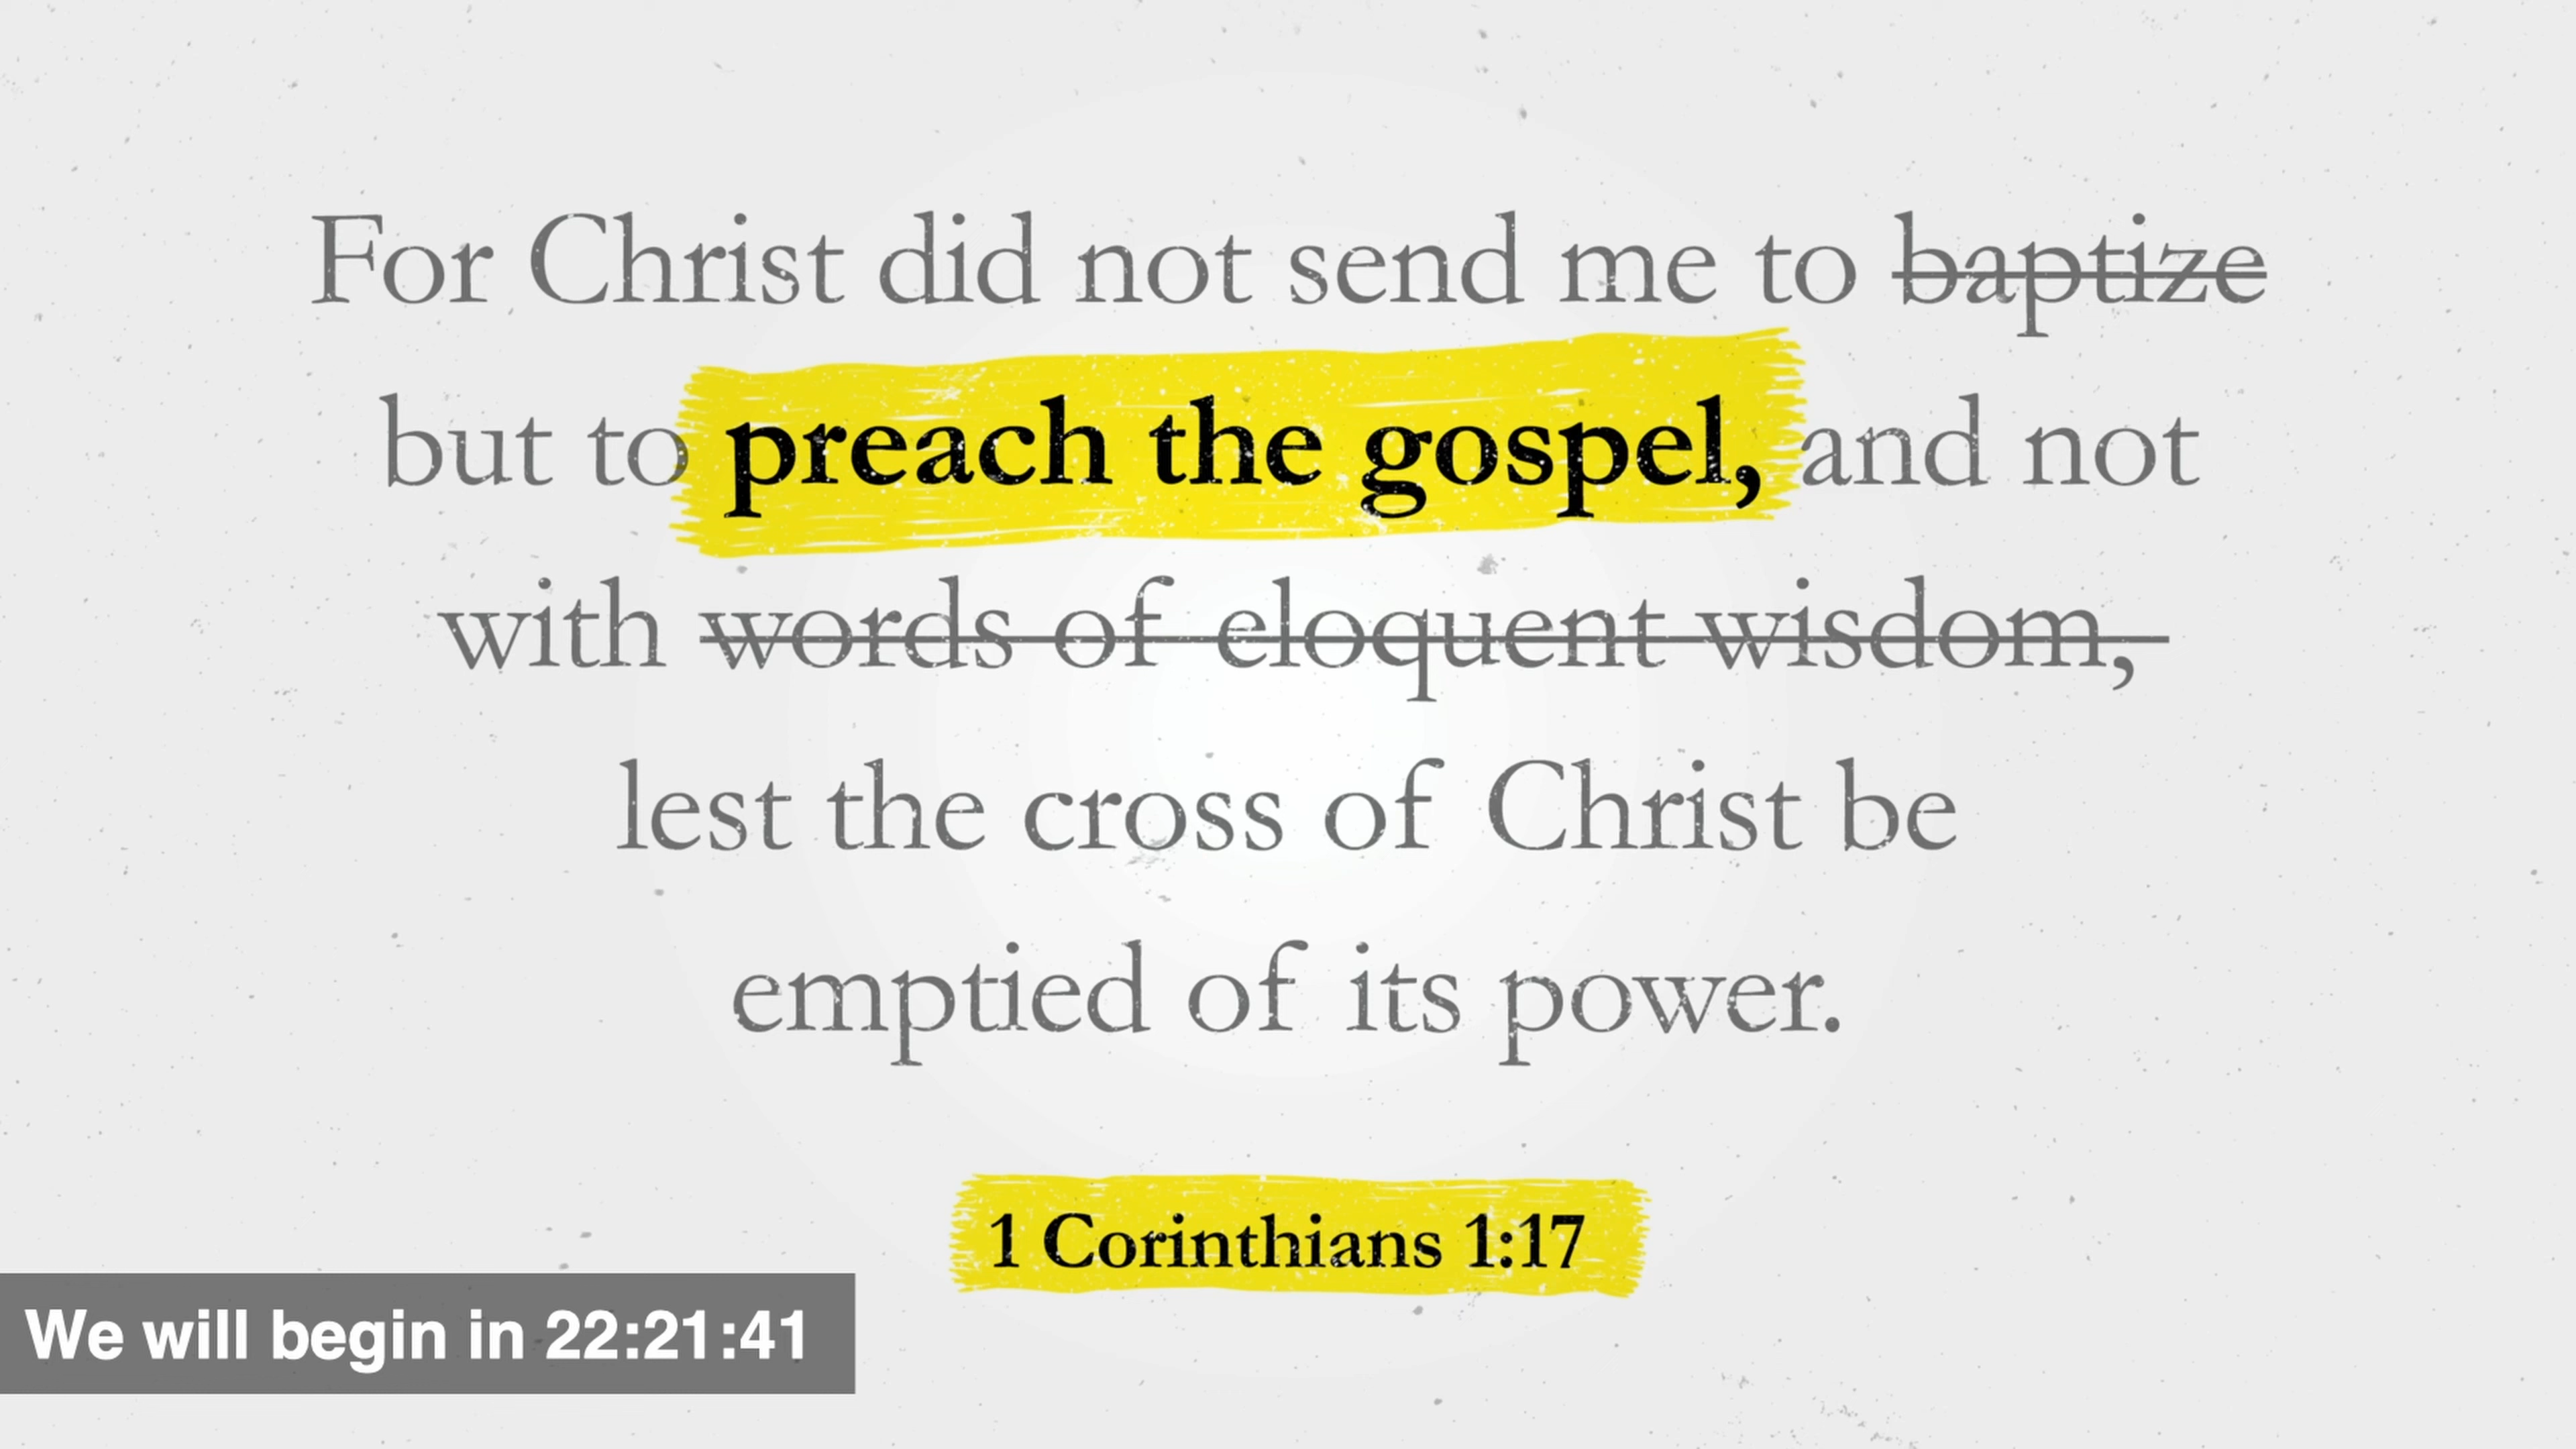 For Christ did not send me to baptize
but to preach the gospel, and not
with words of eloquent wisdom,
lest the cross of Christ be
emptied of its power.
1 Corinthians 1:17
We will begin in 22:21:41